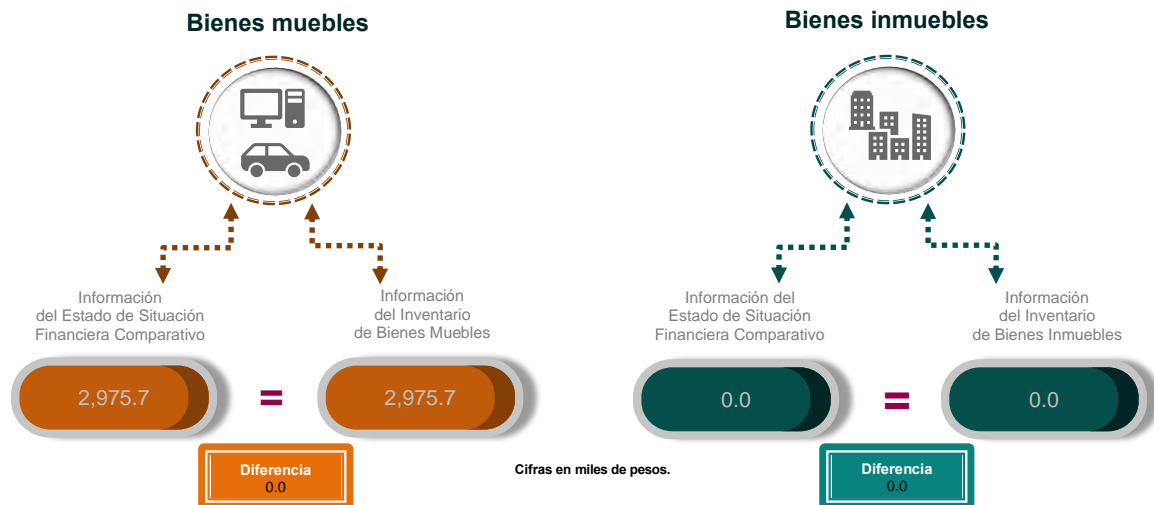 Bienes muebles
Información
del Estado de Situación
Financiera Comparativo
Información
del Inventario
de Bienes Muebles
2,975.7
=
2,975.7
Diferencia
0.0
Cifras en miles de pesos.
Bienes inmuebles
Información del
Estado de Situación
Financiera Comparativo
Información
del Inventario
de Bienes Inmuebles
0.0
=
0.0
Diferencia
0.0